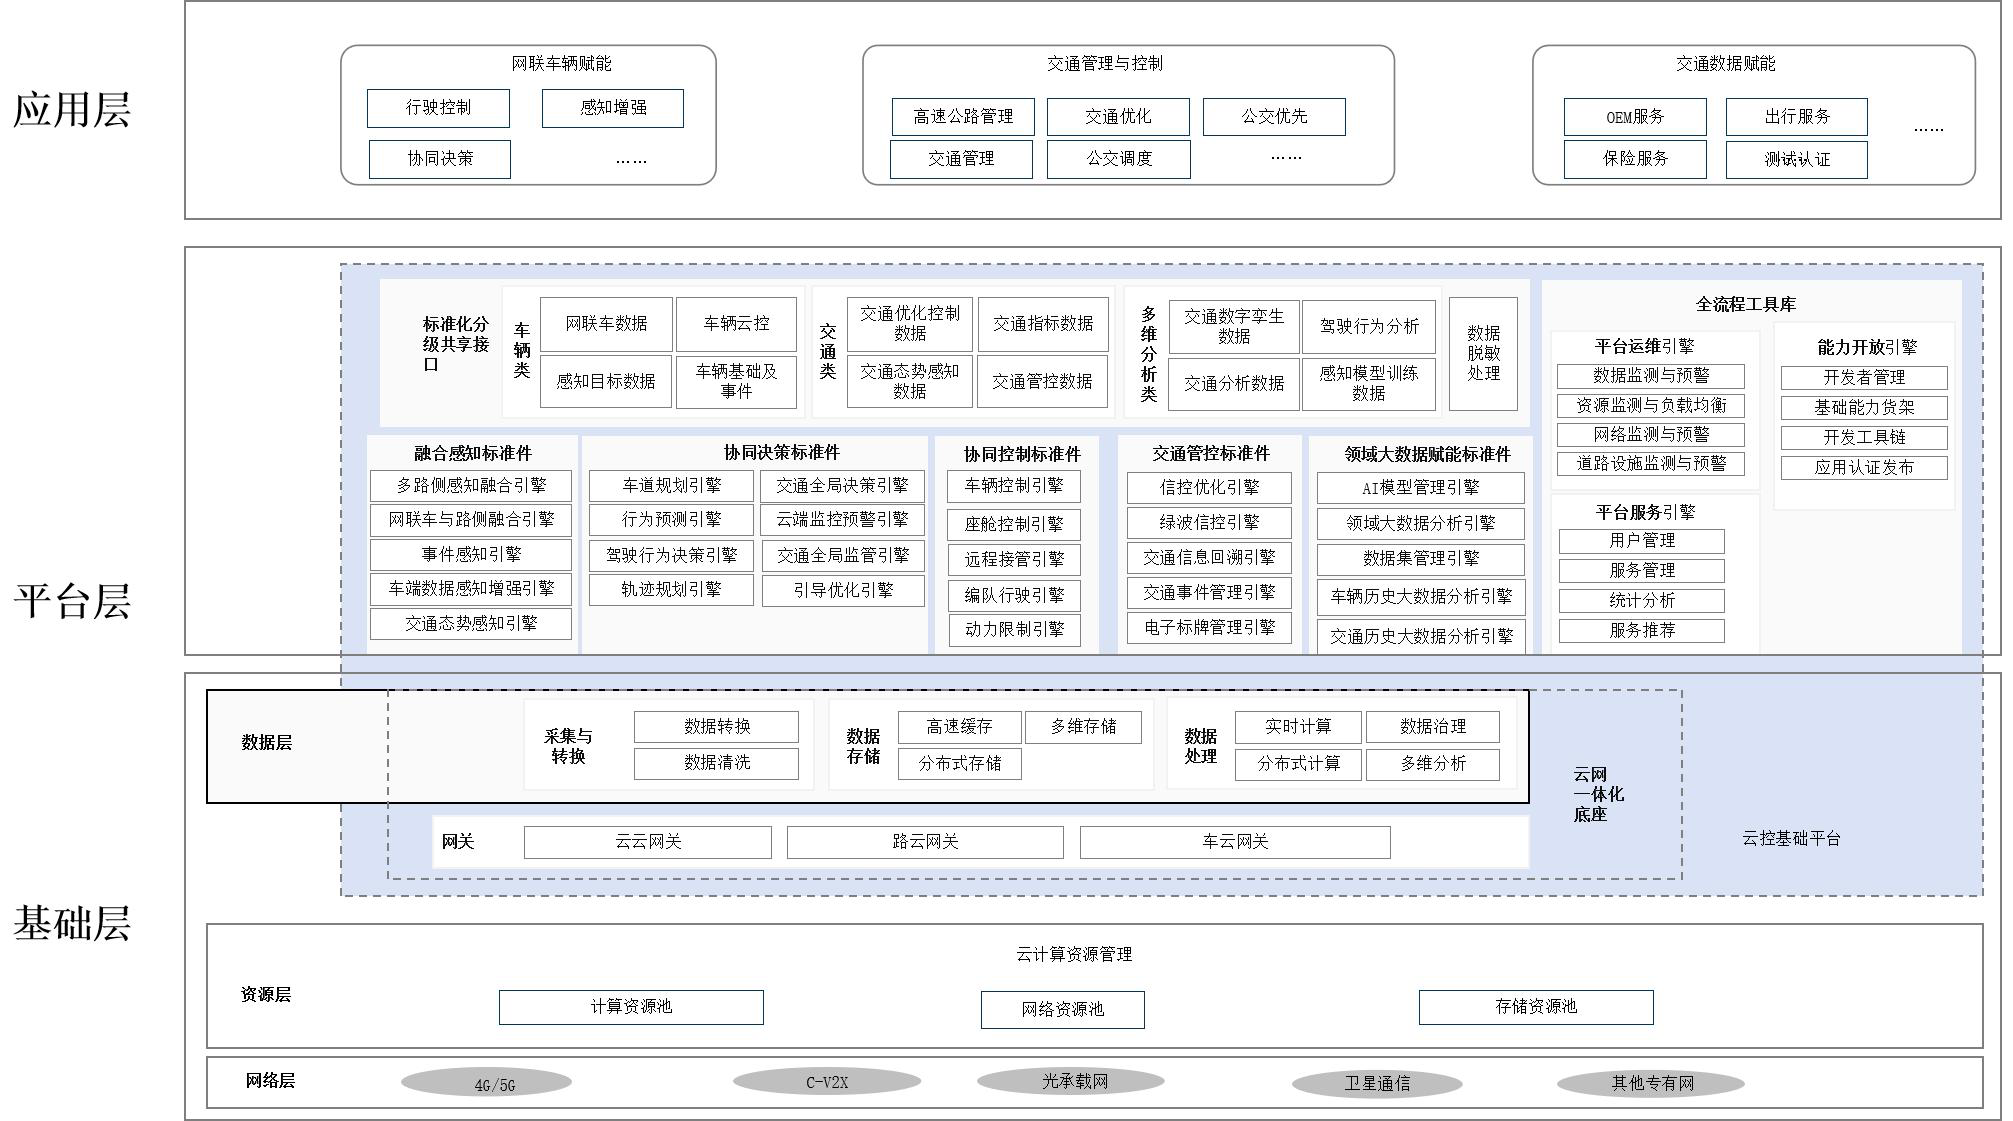 应用层
网联车辆赋能
行驶控制
感知增强
协同决策
……
交通管理与控制
高速公路管理
交通优化
公交优先
交通管理
公交调度
……
交通数据赋能
OEM服务
出行服务
……
保险服务
测试认证
平台层
标准化分
级共享接
口
车辆类
网联车数据
车辆云控
感知目标数据
车辆基础及
事件
交通类
交通优化控制
数据
交通指标数据
交通态势感知
数据
交通管控数据
多维分析类
交通数字孪生
数据
驾驶行为分析
交通分析数据
感知模型训练
数据
数据
脱敏
处理
全流程工具库
平台运维引擎
数据监测与预警
资源监测与负载均衡
网络监测与预警
道路设施监测与预警
能力开放引擎
开发者管理
基础能力货架
开发工具链
应用认证发布
平台服务引擎
用户管理
服务管理
统计分析
服务推荐
融合感知标准件
多路侧感知融合引擎
网联车与路侧融合引擎
事件感知引擎
车端数据感知增强引擎
交通态势感知引擎
协同决策标准件
车道规划引擎
交通全局决策引擎
行为预测引擎
云端监控预警引擎
驾驶行为决策引擎
交通全局监管引擎
轨迹规划引擎
引导优化引擎
协同控制标准件
车辆控制引擎
座舱控制引擎
远程接管引擎
编队行驶引擎
动力限制引擎
交通管控标准件
信控优化引擎
绿波信控引擎
交通信息回溯引擎
交通事件管理引擎
电子标牌管理引擎
领域大数据赋能标准件
AI模型管理引擎
领域大数据分析引擎
数据集管理引擎
车辆历史大数据分析引擎
交通历史大数据分析引擎
基础层
数据层
采集与
转换
数据转换
数据清洗
数据
存储
高速缓存
多维存储
分布式存储
数据
处理
实时计算
数据治理
分布式计算
多维分析
云网
一体化
底座
云控基础平台
网关
云云网关
路云网关
车云网关
资源层
云计算资源管理
计算资源池
网络资源池
存储资源池
网络层
4G/5G
C-V2X
光承载网
卫星通信
其他专有网